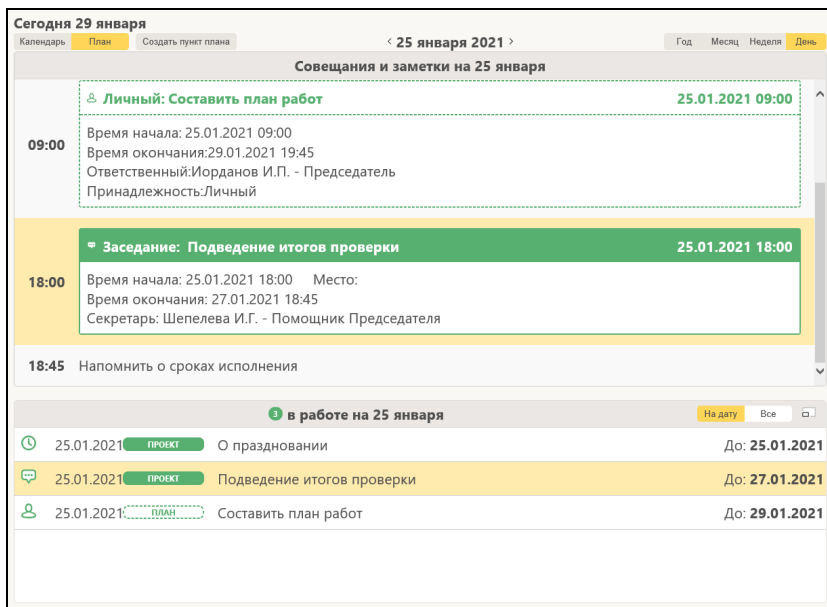 Сегодня 29 января
Календарь План Создать пункт плана ‹ 25 января 2021 › Год Месяц Неделя День
Совещания и заметки на 25 января
Личный: Составить план работ 25.01.2021 09:00
09:00
Время начала: 25.01.2021 09:00
Время окончания:29.01.2021 19:45
Ответственный:Иорданов И.П. - Председатель
Принадлежность:Личный
Заседание: Подведение итогов проверки 25.01.2021 18:00
18:00
Время начала: 25.01.2021 18:00 Место:
Время окончания: 27.01.2021 18:45
Секретарь: Шепелева И.Г. - Помощник Председателя
18:45 Напомнить о сроках исполнения
3 в работе на 25 января На дату Все
25.01.2021 ПРОЕКТ О праздновании До: 25.01.2021
25.01.2021 ПРОЕКТ Подведение итогов проверки До: 27.01.2021
25.01.2021 ПЛАН Составить план работ До: 29.01.2021